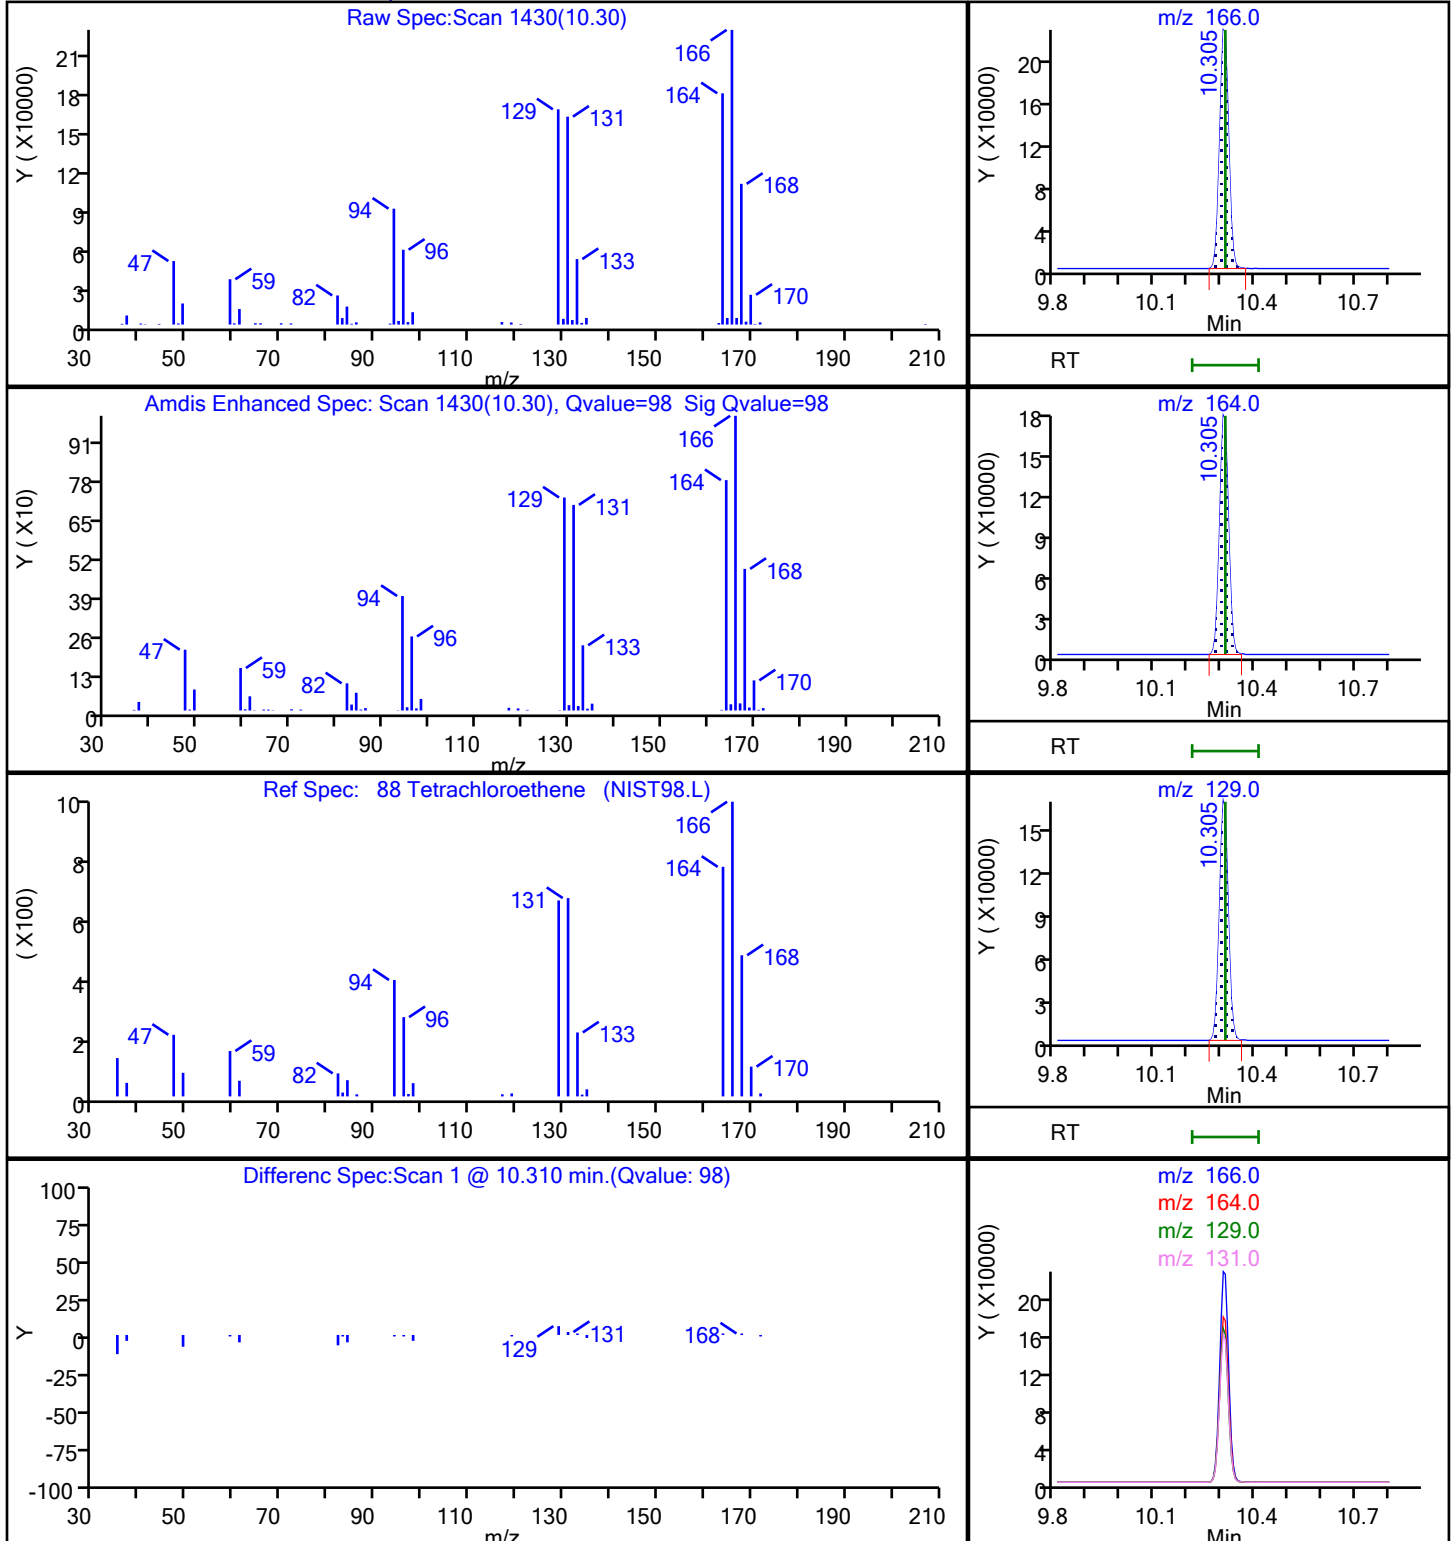 Raw Spec:Scan 1430(10.30)
Y ( X10000)
21
18
15
12
9
6
3
0
47
59
82
94
96
129
131
133
164
166
168
170
30 50 70 90 110 130 150 170 190 210
m/z
m/z 166.0
Y ( X10000)
20
16
12
8
4
0
10.305
9.8 10.1 10.4 10.7
Min
RT
Amdis Enhanced Spec: Scan 1430(10.30), Qvalue=98 Sig Qvalue=98
Y ( X10)
91
78
65
52
39
26
13
0
47
59
82
94
96
129
131
133
164
166
168
170
30 50 70 90 110 130 150 170 190 210
m/z
m/z 164.0
Y ( X10000)
18
15
12
9
6
3
0
10.305
9.8 10.1 10.4 10.7
Min
RT
Ref Spec: 88 Tetrachloroethene (NIST98.L)
( X100)
10
8
6
4
2
0
47
59
82
94
96
131
133
164
166
168
170
30 50 70 90 110 130 150 170 190 210
m/z 129.0
Y ( X10000)
15
12
9
6
3
0
10.305
9.8 10.1 10.4 10.7
Min
RT
Differenc Spec:Scan 1 @ 10.310 min.(Qvalue: 98)
Y
100
75
50
25
0
-25
-50
-75
-100
129
131
168
30 50 70 90 110 130 150 170 190 210
m/z
m/z 166.0
m/z 164.0
m/z 129.0
m/z 131.0
Y ( X10000)
20
16
12
8
4
0
9.8 10.1 10.4 10.7
Min